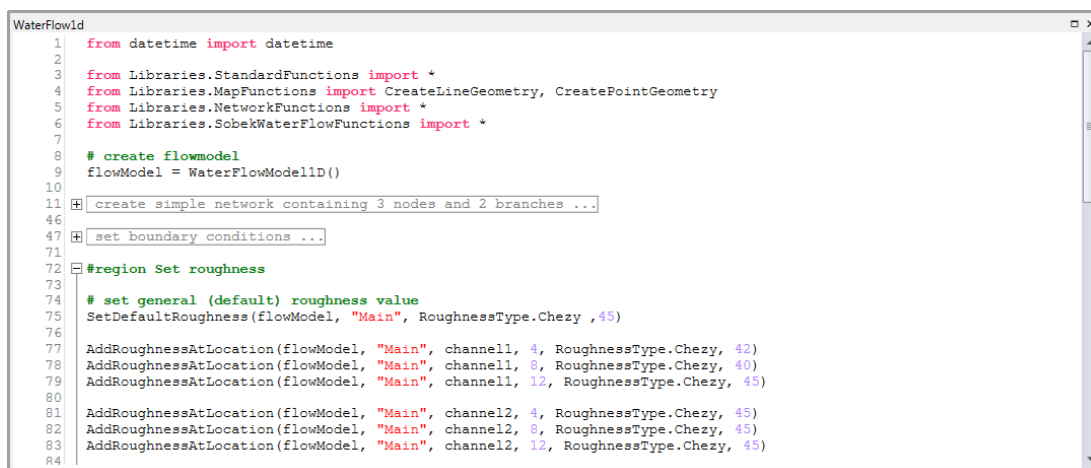 WaterFlow1d
1 from datetime import datetime
2
3 from Libraries.StandardFunctions import *
4 from Libraries.MapFunctions import CreateLineGeometry, CreatePointGeometry
5 from Libraries.NetworkFunctions import *
6 from Libraries.SobekWaterFlowFunctions import *
7
8 # create flowmodel
9 flowModel = WaterFlowModel1D()
10
11 create simple network containing 3 nodes and 2 branches ...
46
47 set boundary conditions ...
71
72 #region Set roughness
73
74 # set general (default) roughness value
75 SetDefaultRoughness(flowModel, "Main", RoughnessType.Chezy ,45)
76
77 AddRoughnessAtLocation(flowModel, "Main", channel1, 4, RoughnessType.Chezy, 42)
78 AddRoughnessAtLocation(flowModel, "Main", channel1, 8, RoughnessType.Chezy, 40)
79 AddRoughnessAtLocation(flowModel, "Main", channel1, 12, RoughnessType.Chezy, 45)
80
81 AddRoughnessAtLocation(flowModel, "Main", channel2, 4, RoughnessType.Chezy, 45)
82 AddRoughnessAtLocation(flowModel, "Main", channel2, 8, RoughnessType.Chezy, 45)
83 AddRoughnessAtLocation(flowModel, "Main", channel2, 12, RoughnessType.Chezy, 45)
84